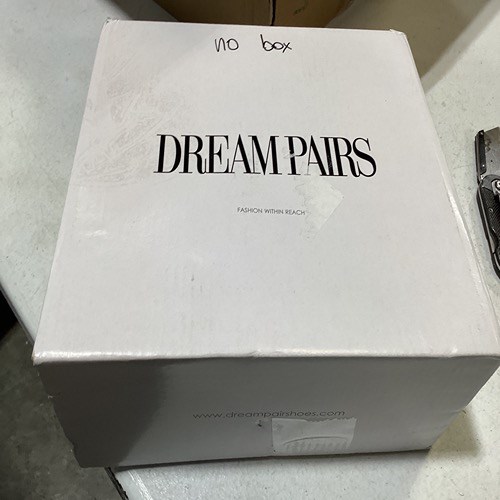 no box
DREAM PAIRS
FASHION WITHIN REACH
www.dreampairshoes.com